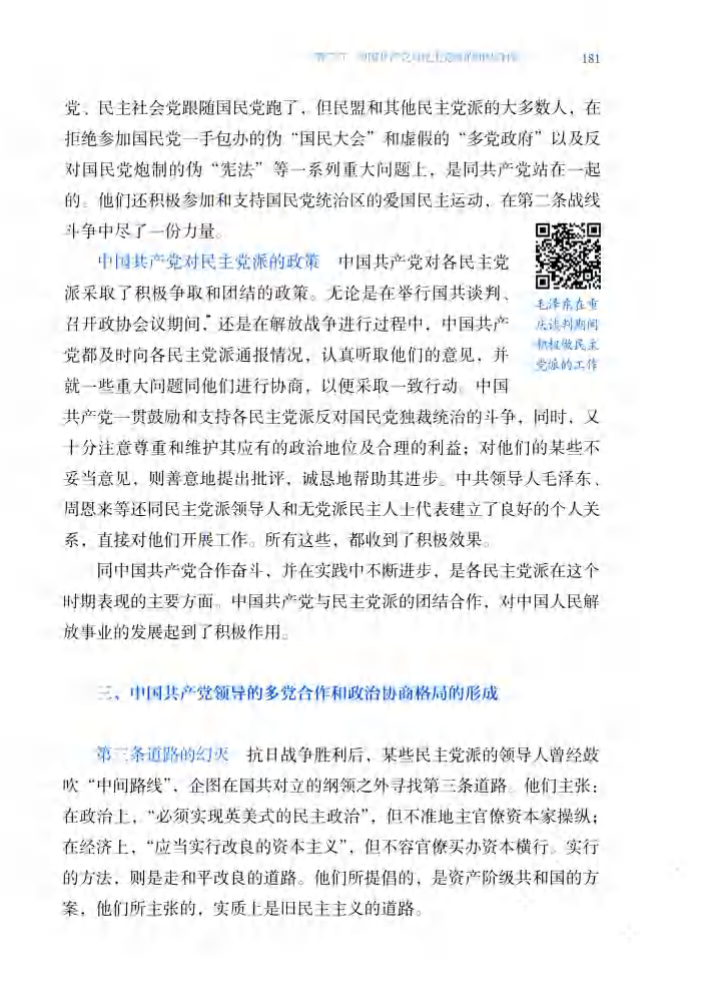 181
党、民主社会党跟随国民党跑了，但民盟和其他民主党派的大多数人，在
拒绝参加国民党一手包办的伪“国民大会”和虚假的“多党政府”以及反
对国民党炮制的伪“宪法”等一系列重大问题上，是同共产党站在一起
的。他们还积极参加和支持国民党统治区的爱国民主运动，在第二条战线
斗争中尽了一份力量。
中国共产党对民主党派的政策　中国共产党对各民主党
派采取了积极争取和团结的政策。无论是在举行国共谈判、
召开政协会议期间，还是在解放战争进行过程中，中国共产
党都及时向各民主党派通报情况，认真听取他们的意见，并
就一些重大问题同他们进行协商，以便采取一致行动。中国
毛泽东在重
庆谈判期间
积极做民主
党派的工作
共产党一贯鼓励和支持各民主党派反对国民党独裁统治的斗争，同时，又
十分注意尊重和维护其应有的政治地位及合理的利益；对他们的某些不
妥当意见，则善意地提出批评，诚恳地帮助其进步。中共领导人毛泽东、
周恩来等还同民主党派领导人和无党派民主人士代表建立了良好的个人关
系，直接对他们开展工作。所有这些，都收到了积极效果。
同中国共产党合作奋斗，并在实践中不断进步，是各民主党派在这个
时期表现的主要方面。中国共产党与民主党派的团结合作，对中国人民解
放事业的发展起到了积极作用。
三、中国共产党领导的多党合作和政治协商格局的形成
第三条道路的幻灭　抗日战争胜利后，某些民主党派的领导人曾经鼓
吹“中间路线”，企图在国共对立的纲领之外寻找第三条道路。他们主张：
在政治上，“必须实现英美式的民主政治”，但不准地主官僚资本家操纵；
在经济上，“应当实行改良的资本主义”，但不容官僚买办资本横行。实行
的方法，则是走和平改良的道路。他们所提倡的，是资产阶级共和国的方
案，他们所主张的，实质上是旧民主主义的道路。